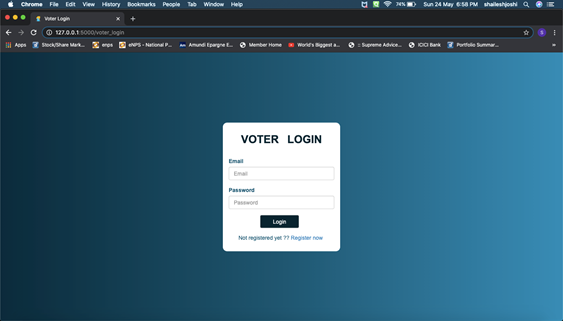 Chrome File Edit View History Bookmarks People Tab Window Help 74% Sun 24 May 6:58 PM shaileshjoshi
Voter Login
127.0.0.1:5000/voter_login
Apps Stock/Share Mark... enps eNPS - National P... Amundi Epargne E... Member Home World's Biggest a... :: Supreme Advice... ICICI Bank Portfolio Summar... »
VOTER LOGIN
Email
Email
Password
Password
Login
Not registered yet ?? Register now